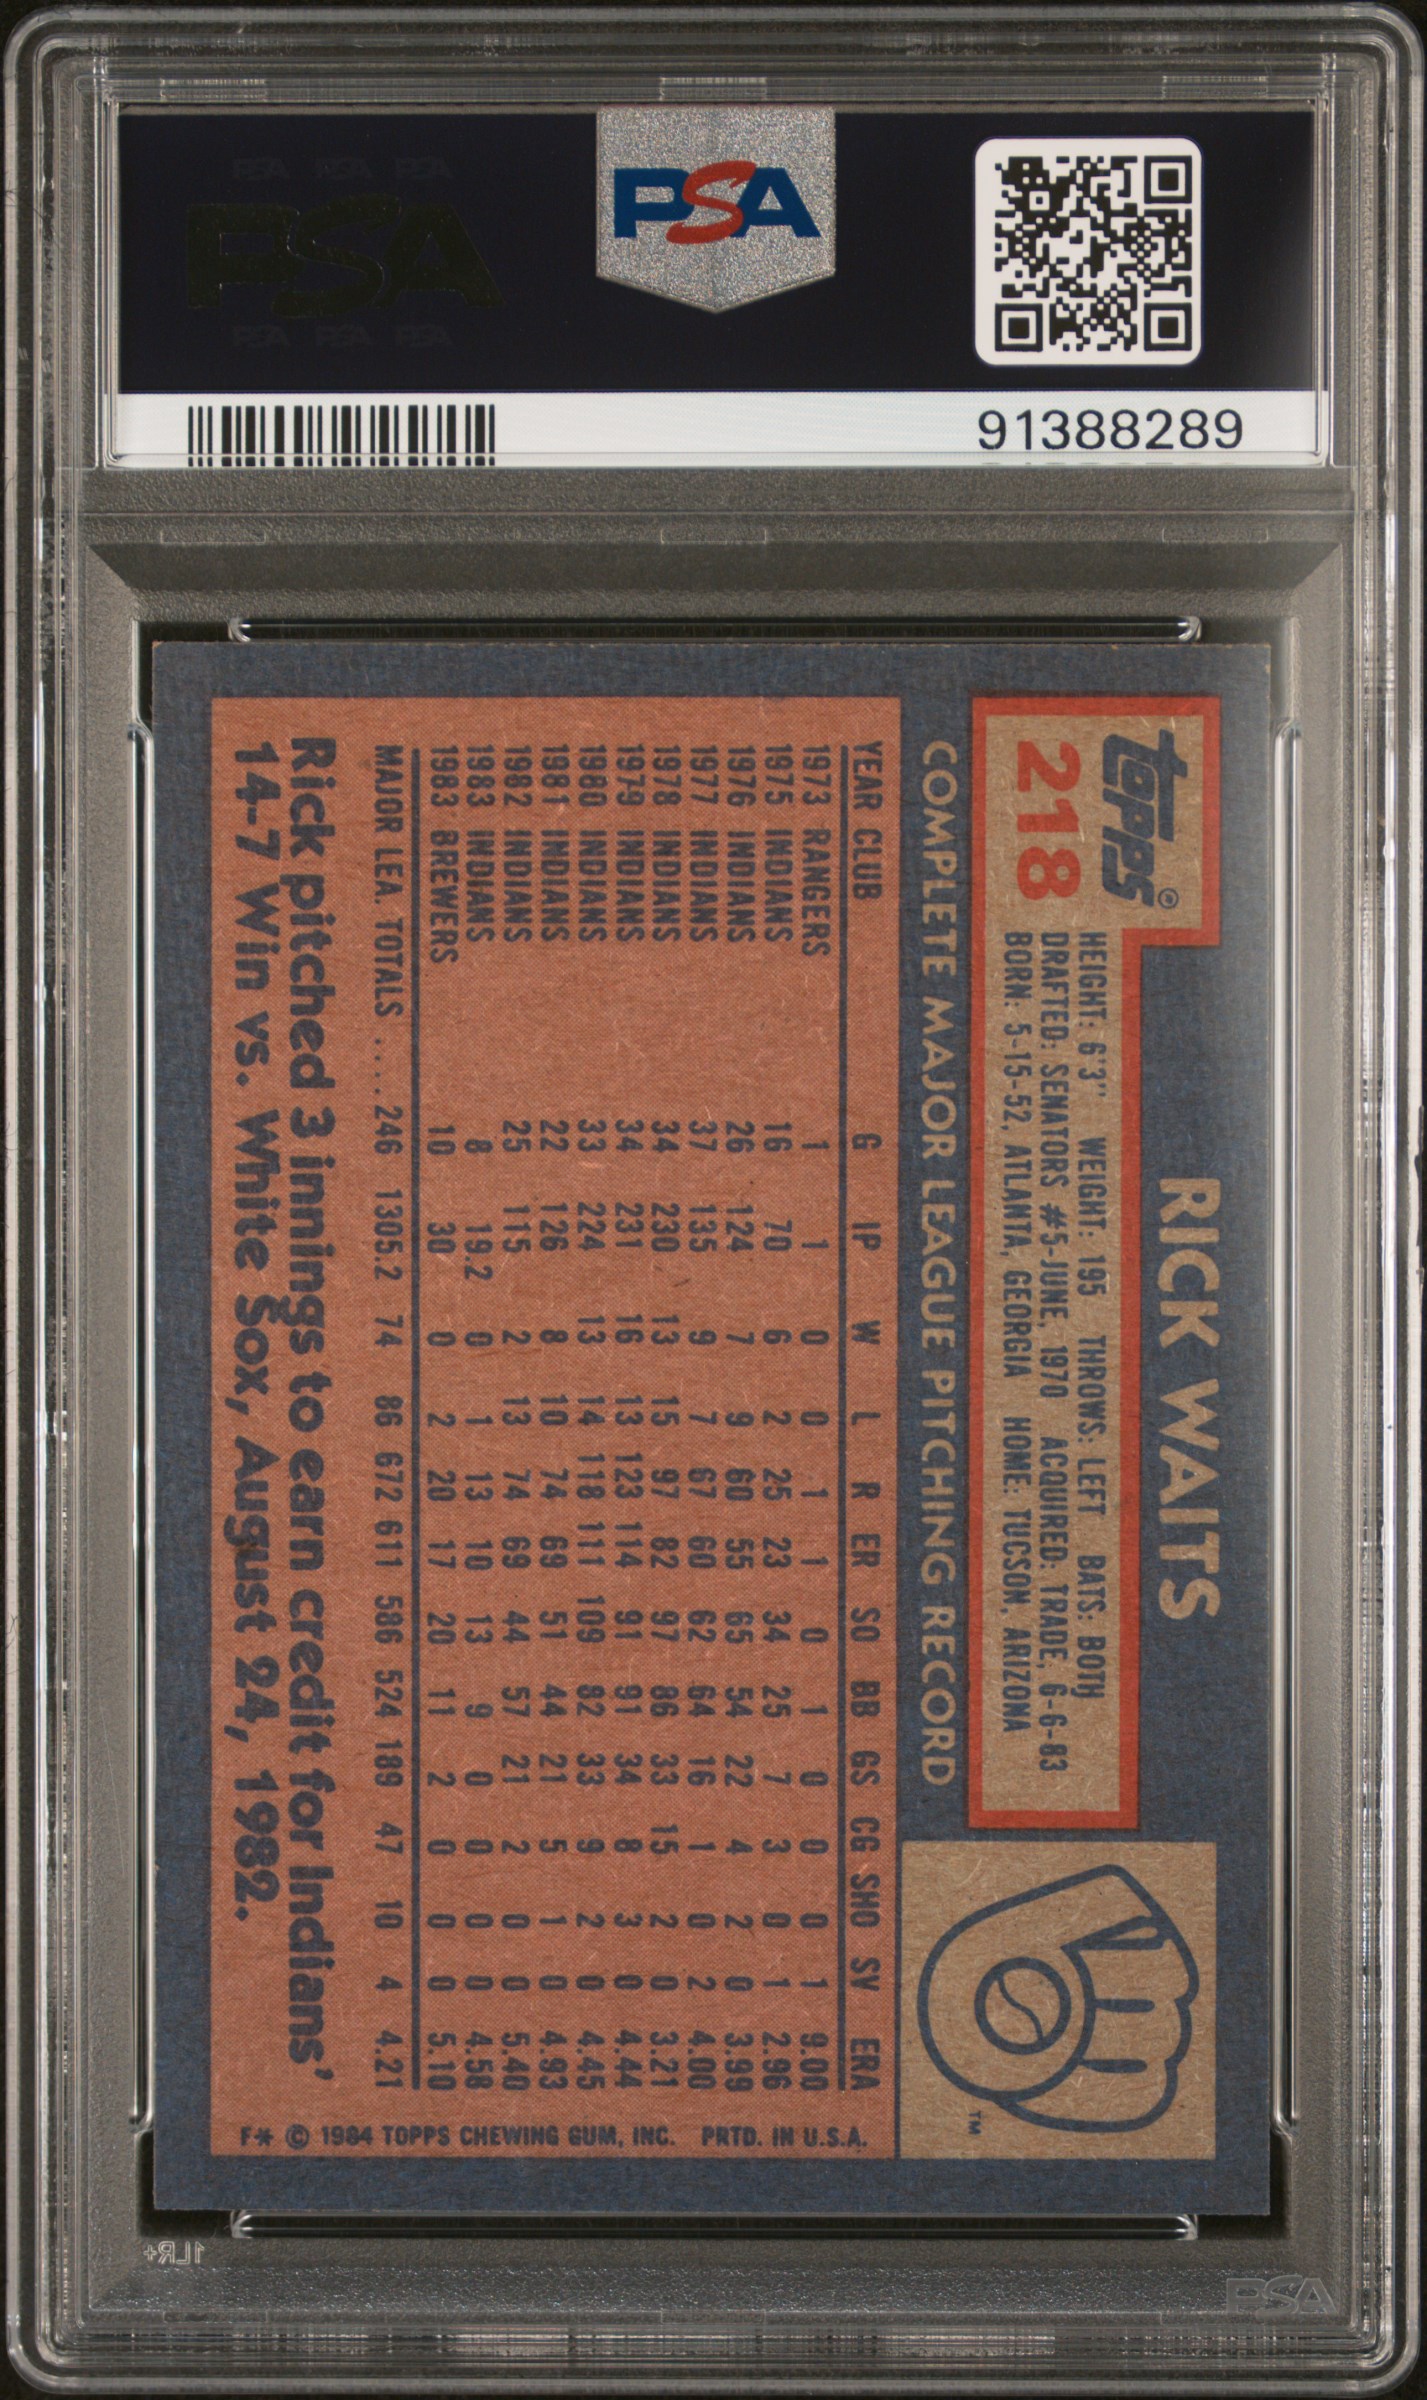 PSA PSA PSA
PSA
PSA PSA PSA
PSA
91388289
RICK WAITS
topps®
218
HEIGHT: 6'3" WEIGHT: 195 THROWS: LEFT BATS: BOTH
DRAFTED: SENATORS #5-JUNE, 1970 ACQUIRED: TRADE, 6-6-83
BORN: 5-15-52, ATLANTA, GEORGIA HOME: TUCSON, ARIZONA
TM
COMPLETE MAJOR LEAGUE PITCHING RECORD
YEAR CLUB G IP W L R ER SO BB GS CG SHO SV ERA
1973 RANGERS 1 1 0 0 1 1 0 1 0 0 0 1 9.00
1975 INDIANS 16 70 6 2 25 23 34 25 7 3 0 1 2.96
1976 INDIANS 26 124 7 9 60 55 65 54 22 4 2 0 3.99
1977 INDIANS 37 135 9 7 67 60 62 64 16 1 0 2 4.00
1978 INDIANS 34 230 13 15 97 82 97 86 33 15 2 0 3.21
1979 INDIANS 34 231 16 13 123 114 91 91 34 8 3 0 4.44
1980 INDIANS 33 224 13 14 118 111 109 82 33 9 2 0 4.45
1981 INDIANS 22 126 8 10 74 69 51 44 21 5 1 0 4.93
1982 INDIANS 25 115 2 13 74 69 44 57 21 2 0 0 5.40
1983 INDIANS 8 19.2 0 1 13 10 13 9 0 0 0 0 4.58
1983 BREWERS 10 30 0 2 20 17 20 11 2 0 0 0 5.10
MAJOR LEA. TOTALS .... 246 1305.2 74 86 672 611 586 524 189 47 10 4 4.21
Rick pitched 3 innings to earn credit for Indians'
14-7 Win vs. White Sox, August 24, 1982.
F* © 1984 TOPPS CHEWING GUM, INC. PRTD. IN U.S.A.
1LR+
PSA